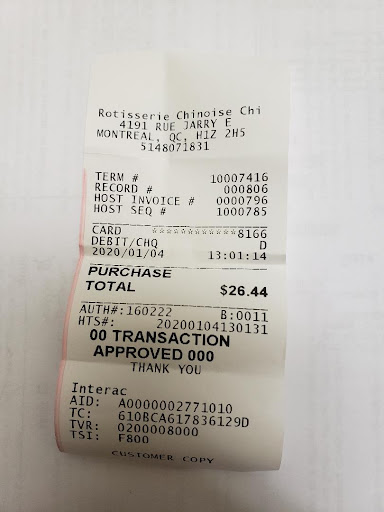 Rotisserie Chinoise Chi
4191 RUE JARRY E
MONTREAL, QC, H1Z 2H5
5148071831
TERM # 10007416
RECORD # 000806
HOST INVOICE # 0000796
HOST SEQ # 1000785
CARD ************8166
DEBIT/CHQ D
2020/01/04 13:01:14
PURCHASE
TOTAL $26.44
AUTH#:160222 B:0011
HTS#: 20200104130131
00 TRANSACTION
APPROVED 000
THANK YOU
Interac
AID: A0000002771010
TC: 610BCA617836129D
TVR: 0200008000
TSI: F800
CUSTOMER COPY